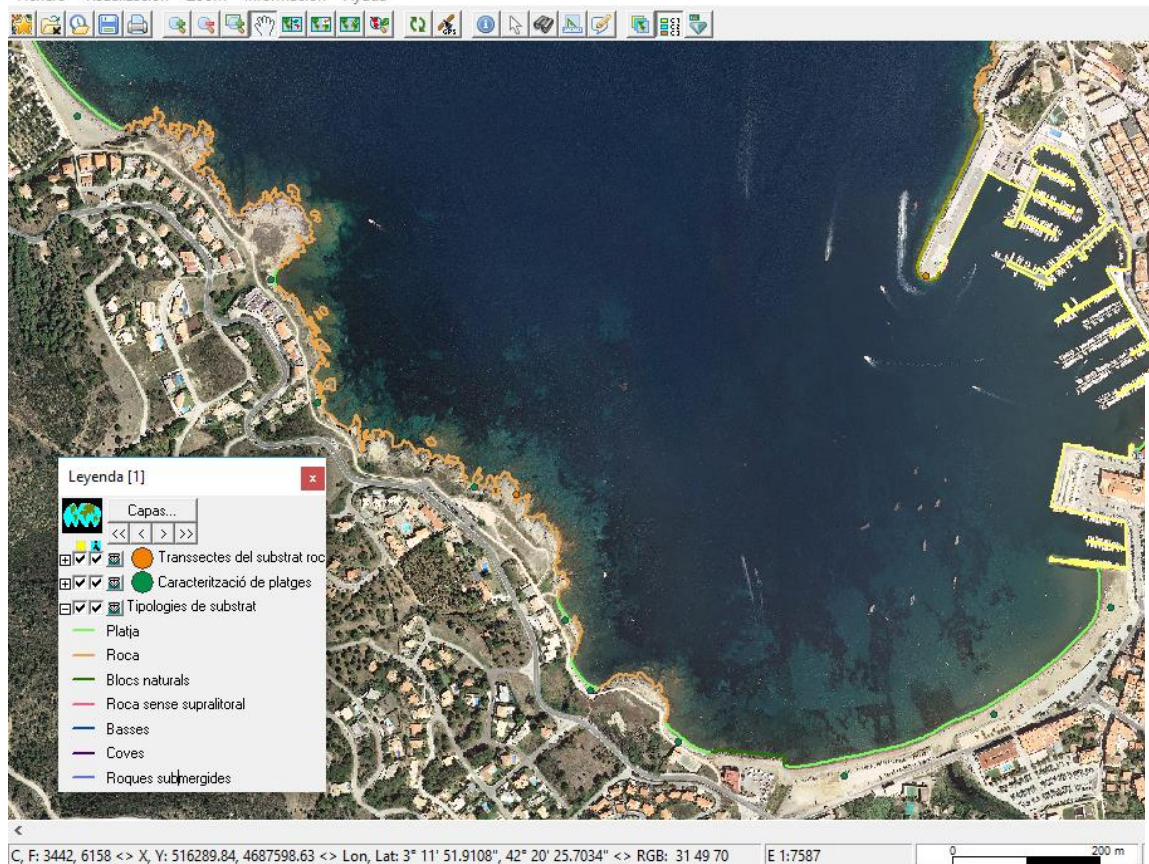 GPS
Leyenda [1]
x
Capas...
<< < > >>
Transsectes del substrat roc
Caracterització de platges
Tipologies de substrat
Platja
Roca
Blocs naturals
Roca sense supralitoral
Basses
Coves
Roques submergides
<
C, F: 3442, 6158 <> X, Y: 516289.84, 4687598.63 <> Lon, Lat: 3° 11' 51.9108", 42° 20' 25.7034" <> RGB: 31 49 70 E 1:7587 0 200 m